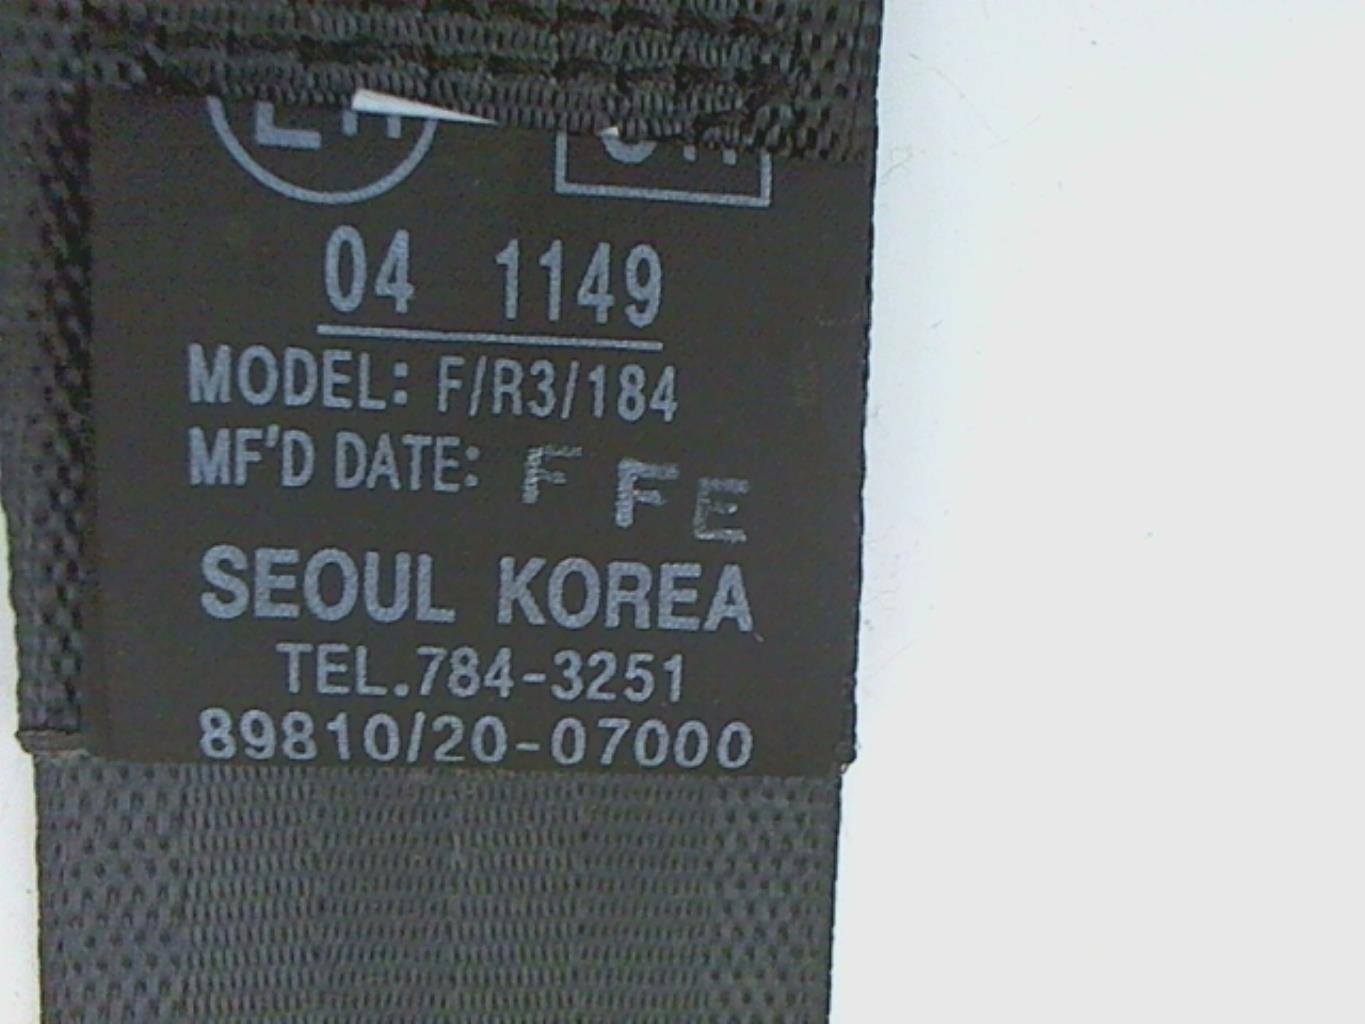 04 1149
MODEL: F/R3/184
MF'D DATE: F F E
SEOUL KOREA
TEL.784-3251
89810/20-07000